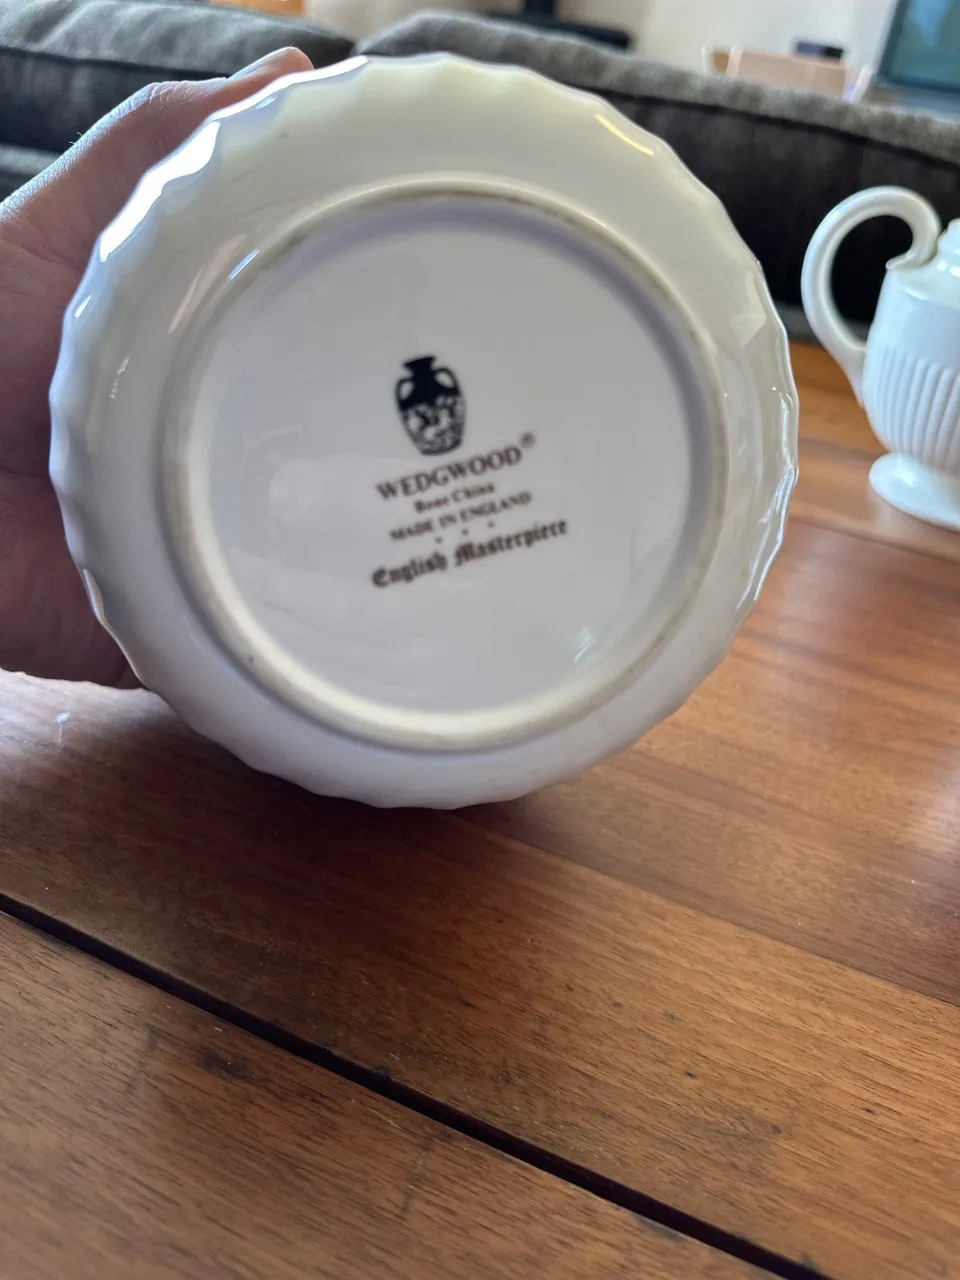 WEDGWOOD®
Bone China
MADE IN ENGLAND
English Masterpiece